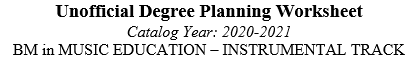 Unofficial Degree Planning Worksheet
Catalog Year: 2020-2021
BM in MUSIC EDUCATION – INSTRUMENTAL TRACK